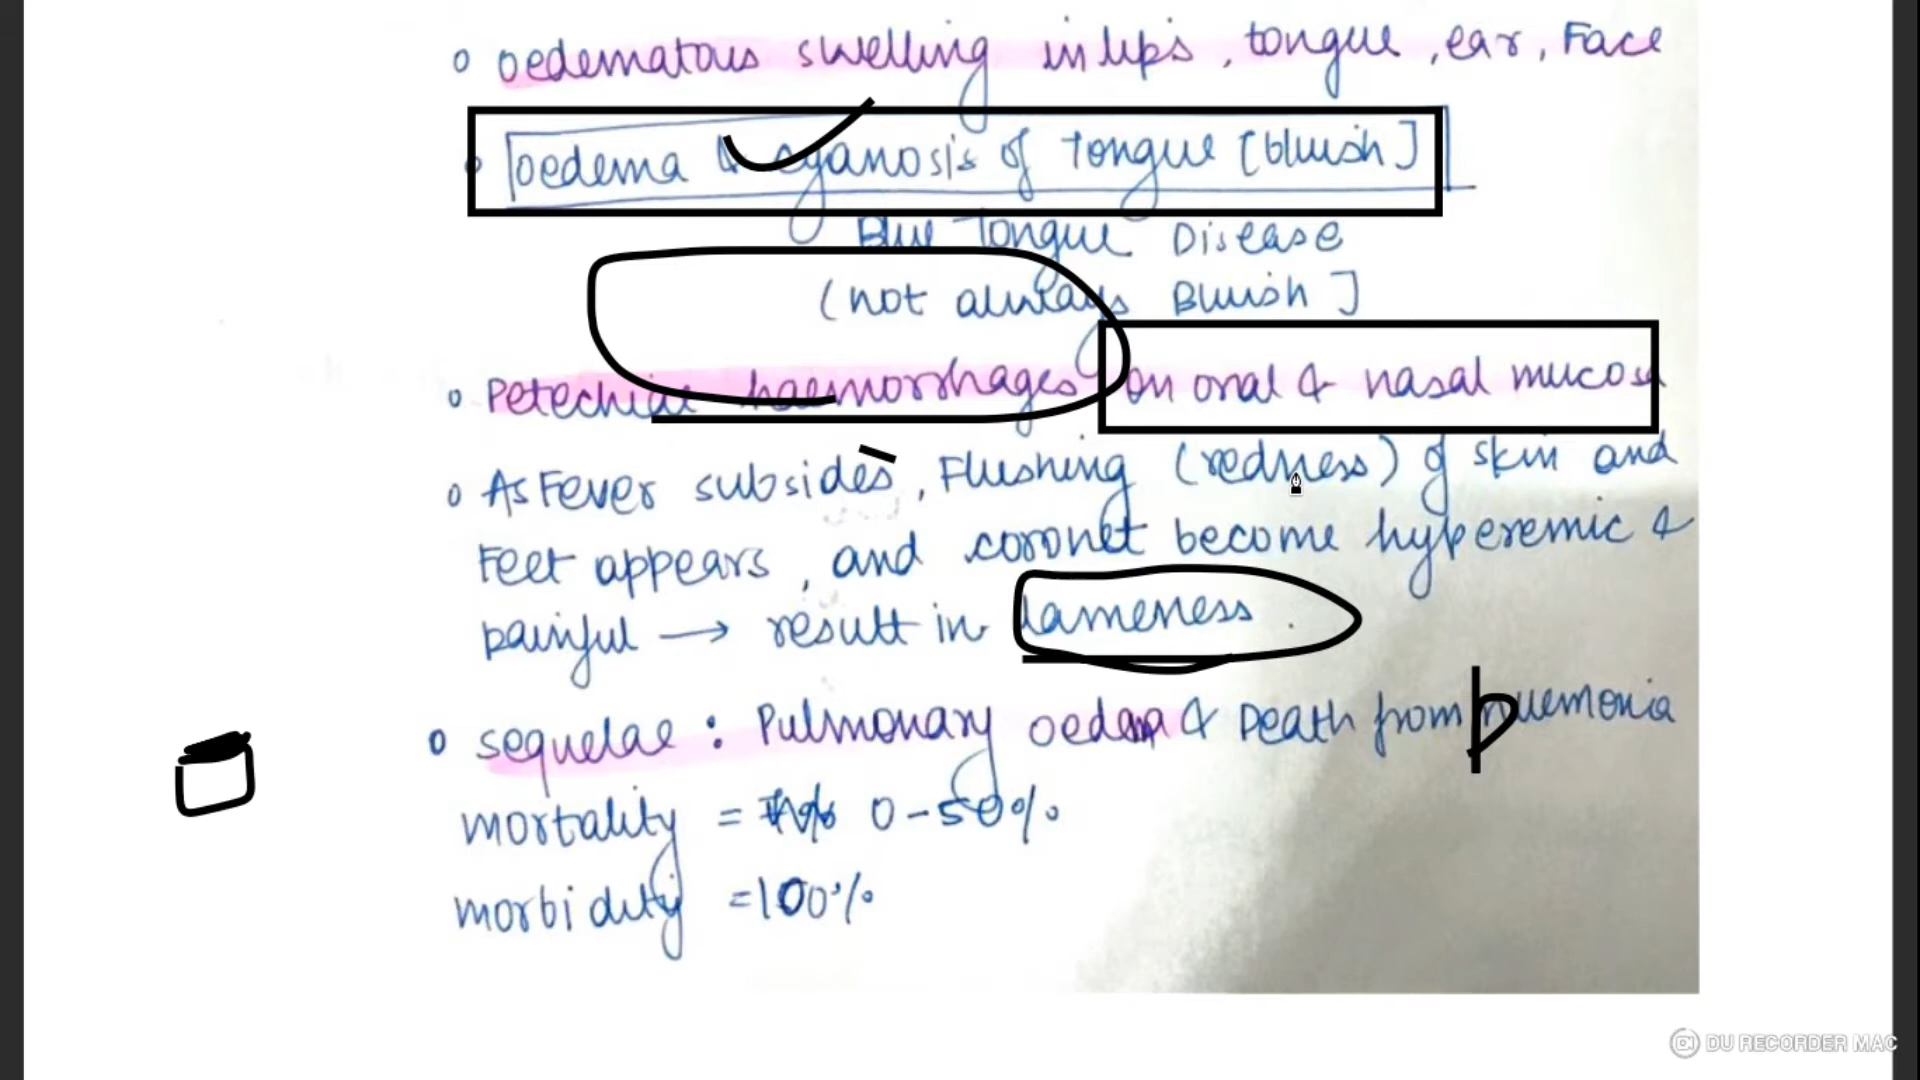 oedematous swelling in lips, tongue, ear, Face
oedema & cyanosis of Tongue [bluish]
Blue Tongue Disease
(not always Bluish]
Petechial haemorrhages on oral & nasal mucosa
As Fever subsides, Flushing (redness) of skin and
Feet appears, and coronet become hyperemic &
painful → result in lameness.
sequelae : Pulmonary oedema & Death from pnuemonia
mortality = 0-50%
morbidity = 100%
DU RECORDER MAC